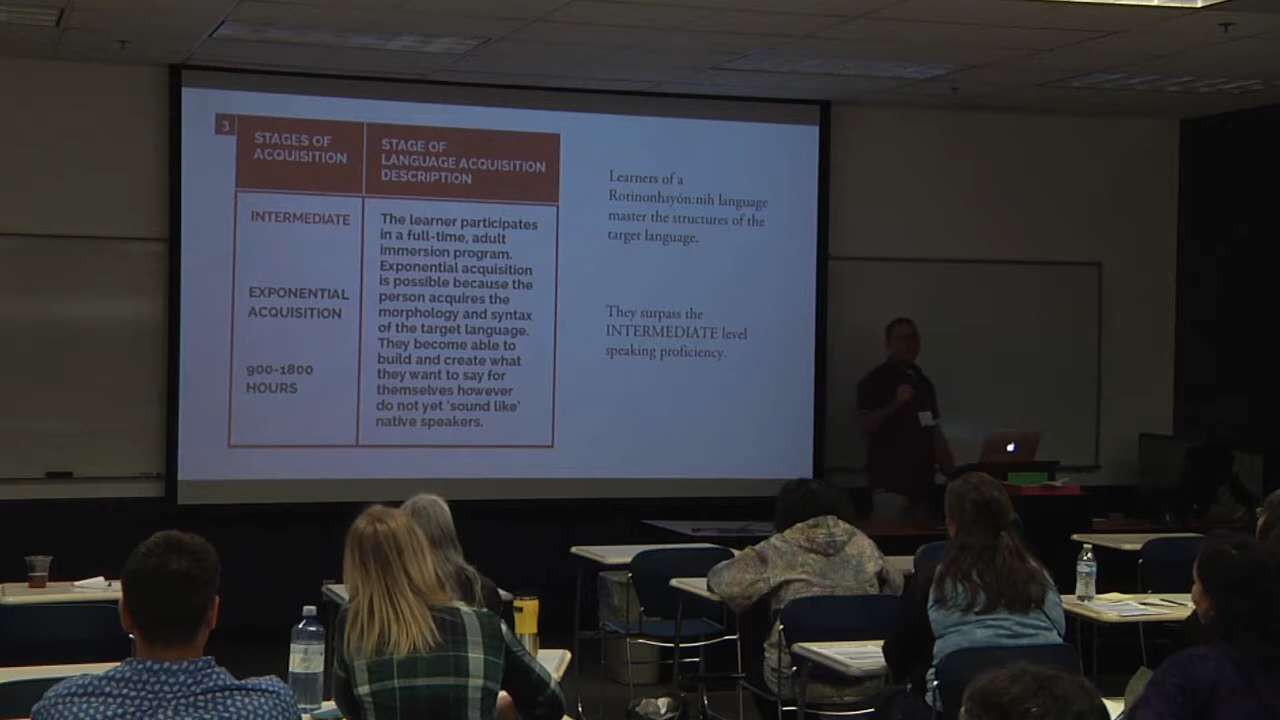 3
STAGES OF
ACQUISITION
STAGE OF
LANGUAGE ACQUISITION
DESCRIPTION
INTERMEDIATE
EXPONENTIAL
ACQUISITION
900-1800
HOURS
The learner participates
in a full-time, adult
immersion program.
Exponential acquisition
is possible because the
person acquires the
morphology and syntax
of the target language.
They become able to
build and create what
they want to say for
themselves however
do not yet 'sound like'
native speakers.
Learners of a
Rotinonhsyón:nih language
master the structures of the
target language.
They surpass the
INTERMEDIATE level
speaking proficiency.